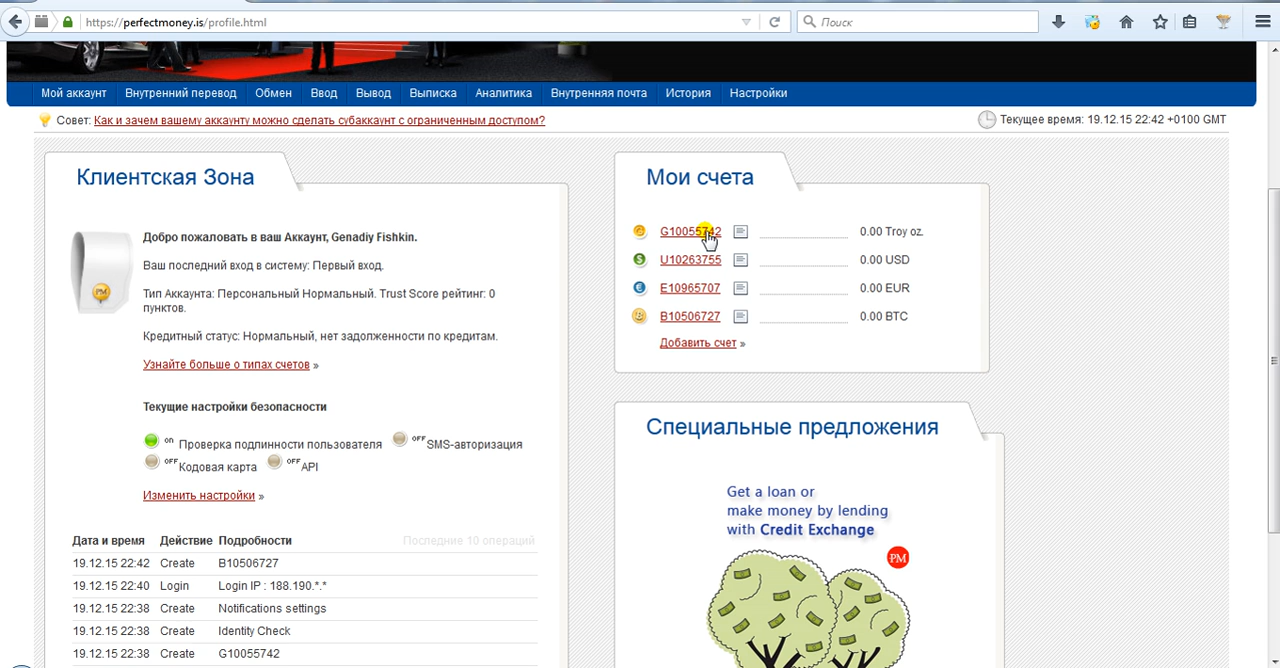 https://perfectmoney.is/profile.html
Поиск
Мой аккаунт Внутренний перевод Обмен Ввод Вывод Выписка Аналитика Внутренняя почта История Настройки
Совет: Как и зачем вашему аккаунту можно сделать субаккаунт с ограниченным доступом?
Текущее время: 19.12.15 22:42 +0100 GMT
Клиентская Зона
Добро пожаловать в ваш Аккаунт, Genadiy Fishkin.
Ваш последний вход в систему: Первый вход.
Тип Аккаунта: Персональный Нормальный. Trust Score рейтинг: 0
пунктов.
Кредитный статус: Нормальный, нет задолженности по кредитам.
Узнайте больше о типах счетов »
Текущие настройки безопасности
ON Проверка подлинности пользователя OFF SMS-авторизация
OFF Кодовая карта OFF API
Изменить настройки »
Дата и время Действие Подробности Последние 10 операций
19.12.15 22:42 Create B10506727
19.12.15 22:40 Login Login IP : 188.190.*.*
19.12.15 22:38 Create Notifications settings
19.12.15 22:38 Create Identity Check
19.12.15 22:38 Create G10055742
PM
Мои счета
G10055742 0.00 Troy oz.
U10263755 0.00 USD
E10965707 0.00 EUR
B10506727 0.00 BTC
Добавить счет »
Специальные предложения
Get a loan or
make money by lending
with Credit Exchange
PM